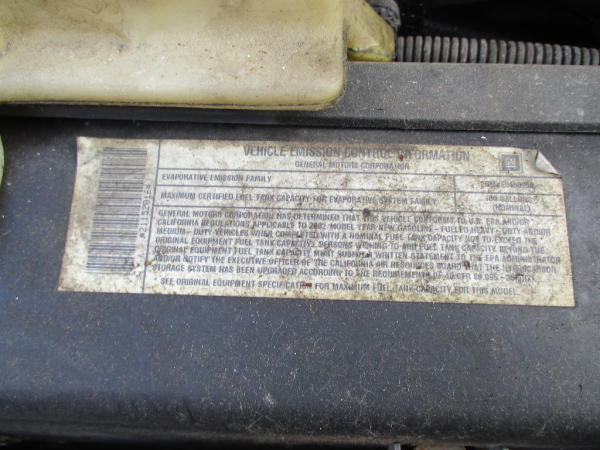 VEHICLE EMISSION CONTROL INFORMATION
GENERAL MOTORS CORPORATION
GM
EVAPORATIVE EMISSION FAMILY
MAXIMUM CERTIFIED FUEL TANK CAPACITY FOR EVAPORATIVE SYSTEM FAMILY
GALLONS
(NOMINAL)
GENERAL MOTORS CORPORATION HAS DETERMINED THAT THIS VEHICLE CONFORMS TO U.S. EPA AND/OR
CALIFORNIA REGULATIONS APPLICABLE TO 2002 MODEL YEAR NEW GASOLINE - FUELED HEAVY - DUTY AND/OR
MEDIUM - DUTY VEHICLES WHEN COMPLETED WITH A NOMINAL FUEL TANK CAPACITY NOT TO EXCEED THE
ORIGINAL EQUIPMENT FUEL TANK CAPACITY. PERSONS WISHING TO ADD FUEL TANK CAPACITY BEYOND THE
ORIGINAL EQUIPMENT FUEL TANK CAPACITY MUST SUBMIT A WRITTEN STATEMENT TO THE EPA ADMINISTRATOR
AND/OR NOTIFY THE EXECUTIVE OFFICER OF THE CALIFORNIA AIR RESOURCES BOARD THAT THE HYDROCARBON
STORAGE SYSTEM HAS BEEN UPGRADED ACCORDING TO THE REQUIREMENTS OF 40 CFR
SEE ORIGINAL EQUIPMENT SPECIFICATION FOR MAXIMUM FUEL TANK CAPACITY FOR THIS MODEL.